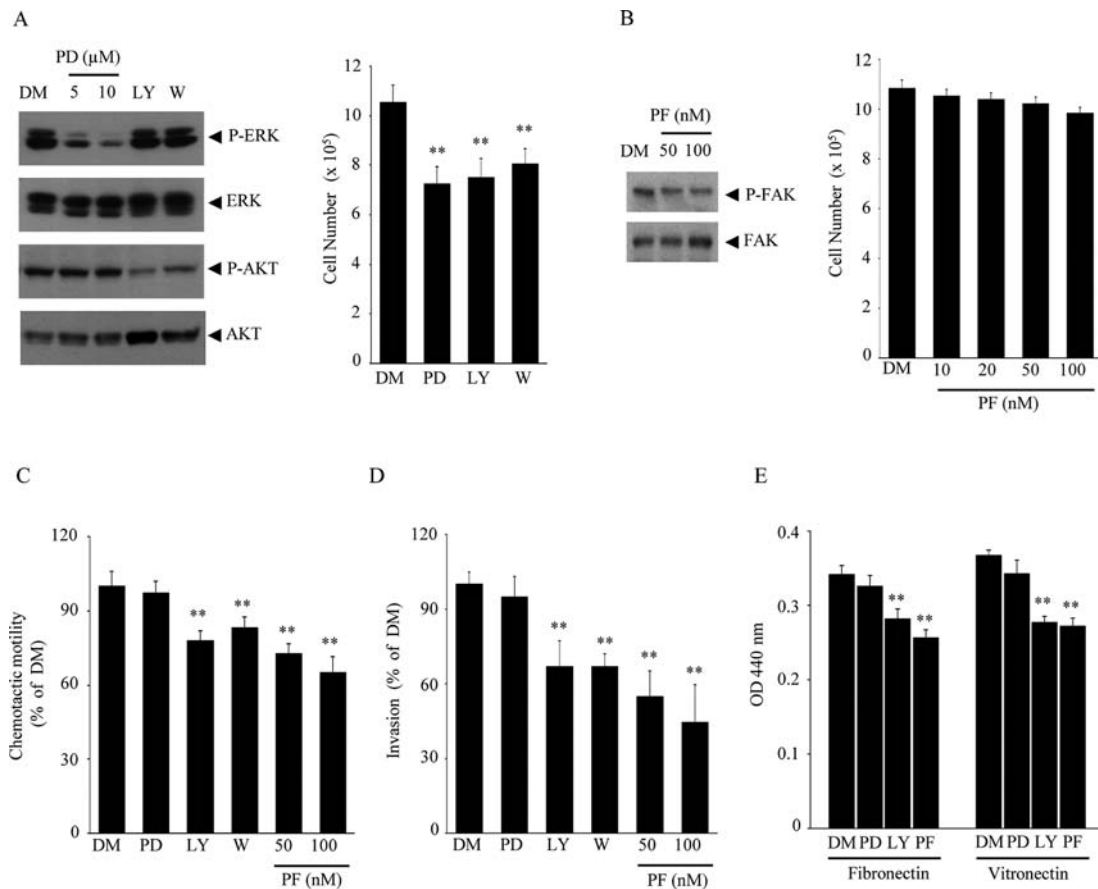 A
PD (µM)
DM 5 10 LY W
P-ERK
ERK
P-AKT
AKT
Cell Number (x 10⁵)
12
10
8
6
4
2
0
** ** **
DM PD LY W
B
PF (nM)
DM 50 100
P-FAK
FAK
Cell Number (x 10⁵)
12
10
8
6
4
2
0
DM 10 20 50 100
PF (nM)
C
Chemotactic motility
(% of DM)
120
90
60
30
0
** ** ** **
DM PD LY W 50 100
PF (nM)
D
Invasion (% of DM)
120
90
60
30
0
** ** ** **
DM PD LY W 50 100
PF (nM)
E
OD 440 nm
0.4
0.3
0.2
0.1
0
** ** ** **
DM PD LY PF DM PD LY PF
Fibronectin Vitronectin